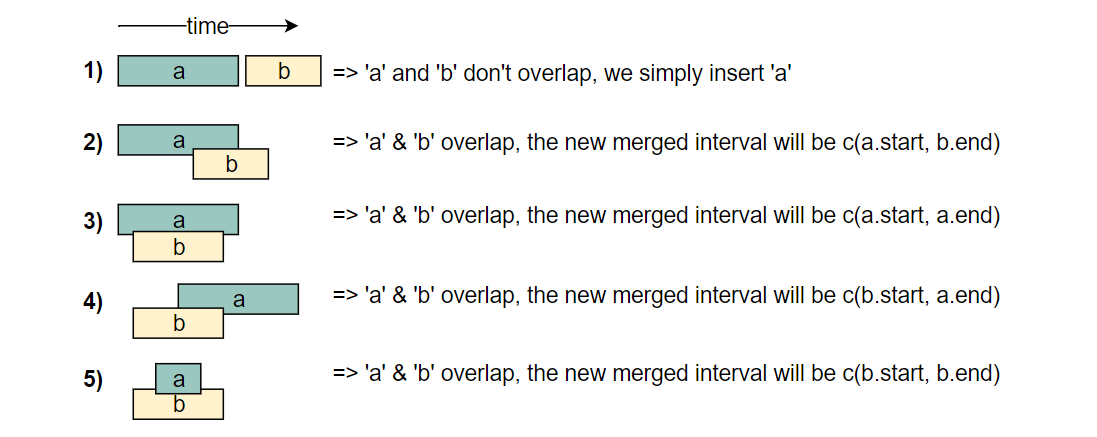 time
1) a b => 'a' and 'b' don't overlap, we simply insert 'a'
2) a b => 'a' & 'b' overlap, the new merged interval will be c(a.start, b.end)
3) a b => 'a' & 'b' overlap, the new merged interval will be c(a.start, a.end)
4) a b => 'a' & 'b' overlap, the new merged interval will be c(b.start, a.end)
5) a b => 'a' & 'b' overlap, the new merged interval will be c(b.start, b.end)